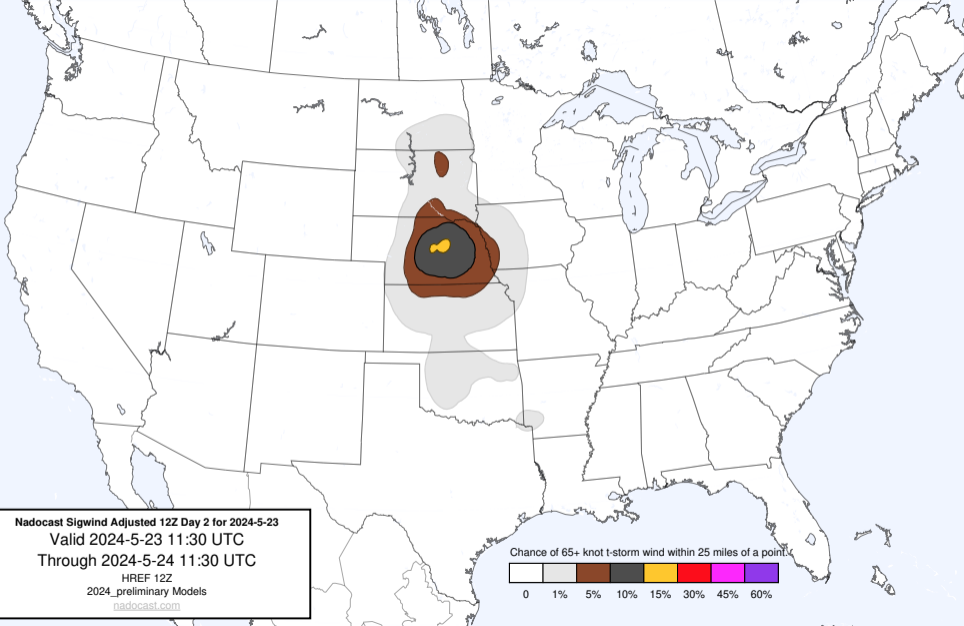 Nadocast Sigwind Adjusted 12Z Day 2 for 2024-5-23
Valid 2024-5-23 11:30 UTC
Through 2024-5-24 11:30 UTC
HREF 12Z
2024_preliminary Models
nadocast.com
Chance of 65+ knot t-storm wind within 25 miles of a point.
0 1% 5% 10% 15% 30% 45% 60%